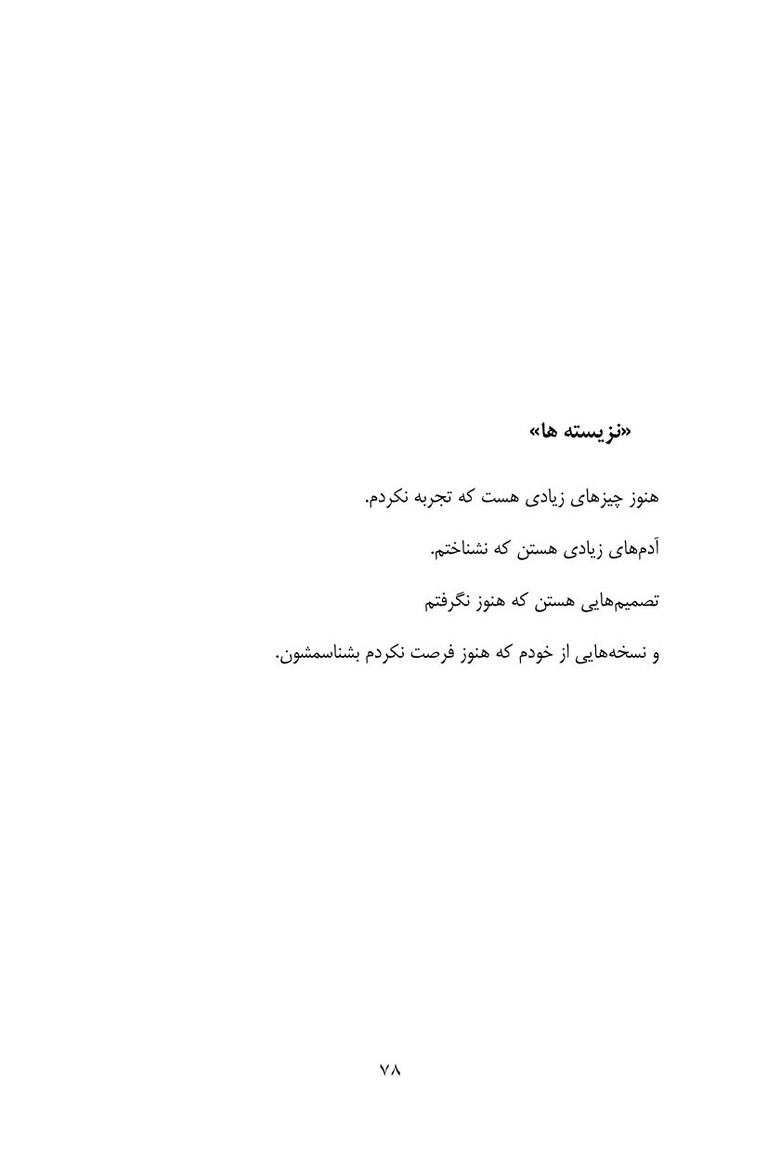 «نزیسته ها»
هنوز چیزهای زیادی هست که تجربه نکردم.
آدم‌های زیادی هستن که نشناختم.
تصمیم‌هایی هستن که هنوز نگرفتم
و نسخه‌هایی از خودم که هنوز فرصت نکردم بشناسمشون.
۷۸